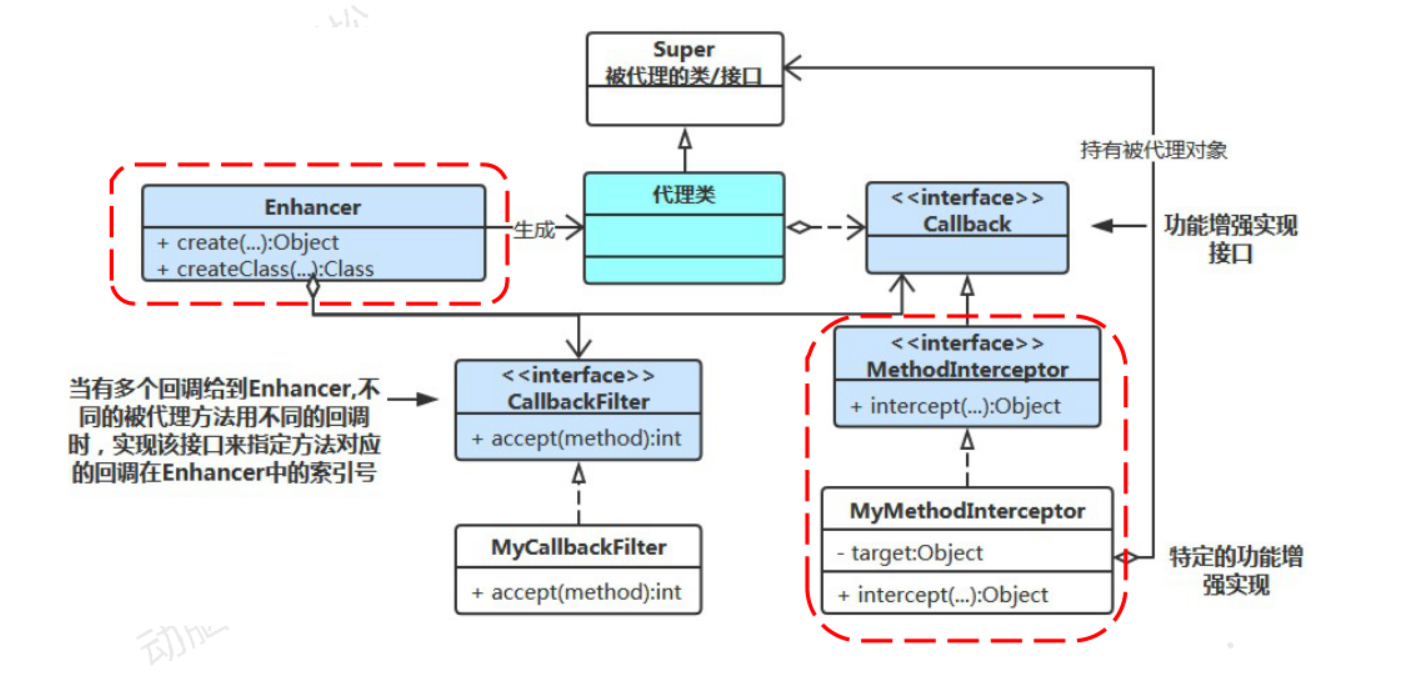 Super
被代理的类/接口
持有被代理对象
Enhancer
+ create(...):Object
+ createClass(...):Class
生成
代理类
<<interface>>
Callback
功能增强实现
接口
<<interface>>
MethodInterceptor
+ intercept(...):Object
当有多个回调给到Enhancer,不
同的被代理方法用不同的回调
时，实现该接口来指定方法对应
的回调在Enhancer中的索引号
<<interface>>
CallbackFilter
+ accept(method):int
MyMethodInterceptor
- target:Object
+ intercept(...):Object
MyCallbackFilter
+ accept(method):int
特定的功能增
强实现